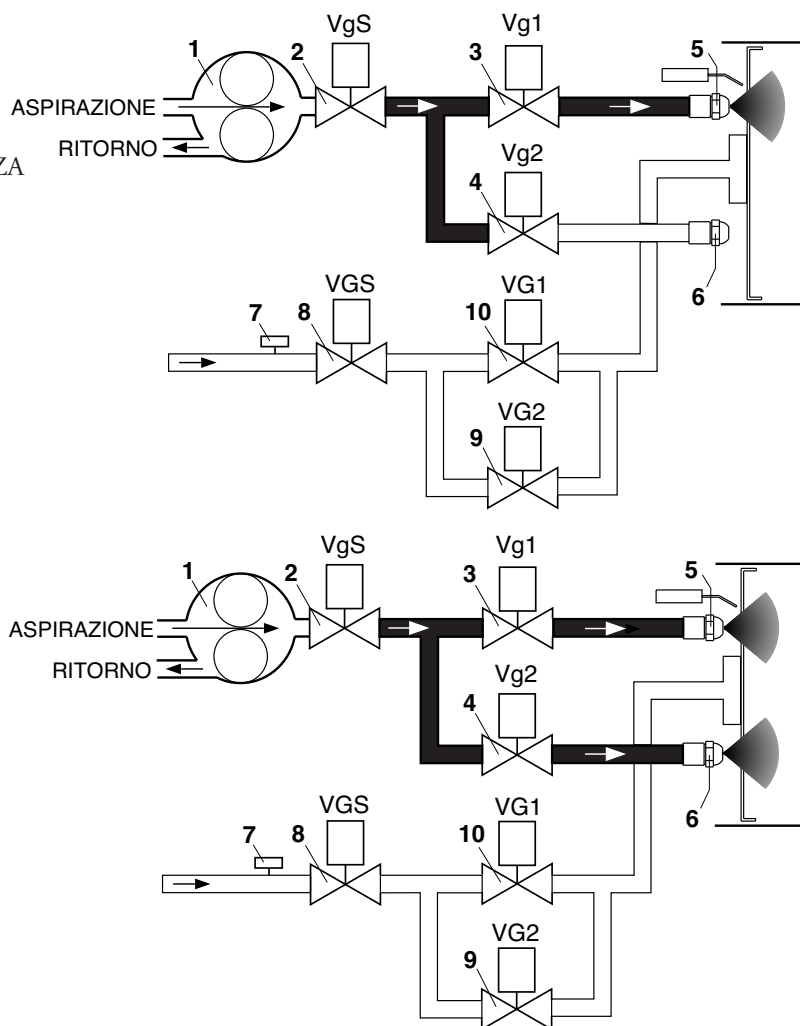 VgS Vg1
1 2 3 5
ASPIRAZIONE
RITORNO
ZA
Vg2
4
6
VGS VG1
7 8 10
VG2
9
VgS Vg1
1 2 3 5
ASPIRAZIONE
RITORNO
Vg2
4
6
VGS VG1
7 8 10
VG2
9